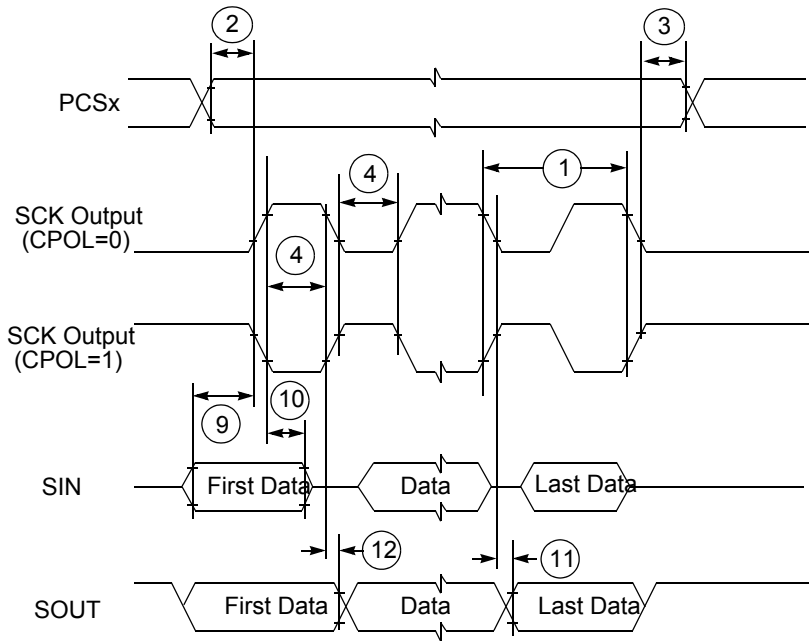 2
3
PCSx
4
1
SCK Output
(CPOL=0)
4
SCK Output
(CPOL=1)
9
10
SIN
First Data
Data
Last Data
12
11
SOUT
First Data
Data
Last Data